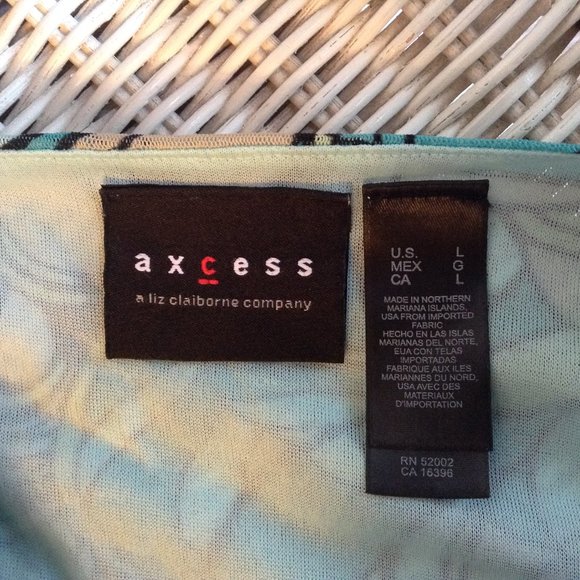 axcess
a liz claiborne company
U.S. L
MEX G
CA L
MADE IN NORTHERN
MARIANA ISLANDS,
USA FROM IMPORTED
FABRIC
HECHO EN LAS ISLAS
MARIANAS DEL NORTE,
EUA CON TELAS
IMPORTADAS
FABRIQUE AUX ILES
MARIANNES DU NORD,
USA AVEC DES
MATERIAUX
D'IMPORTATION
RN 52002
CA 16396